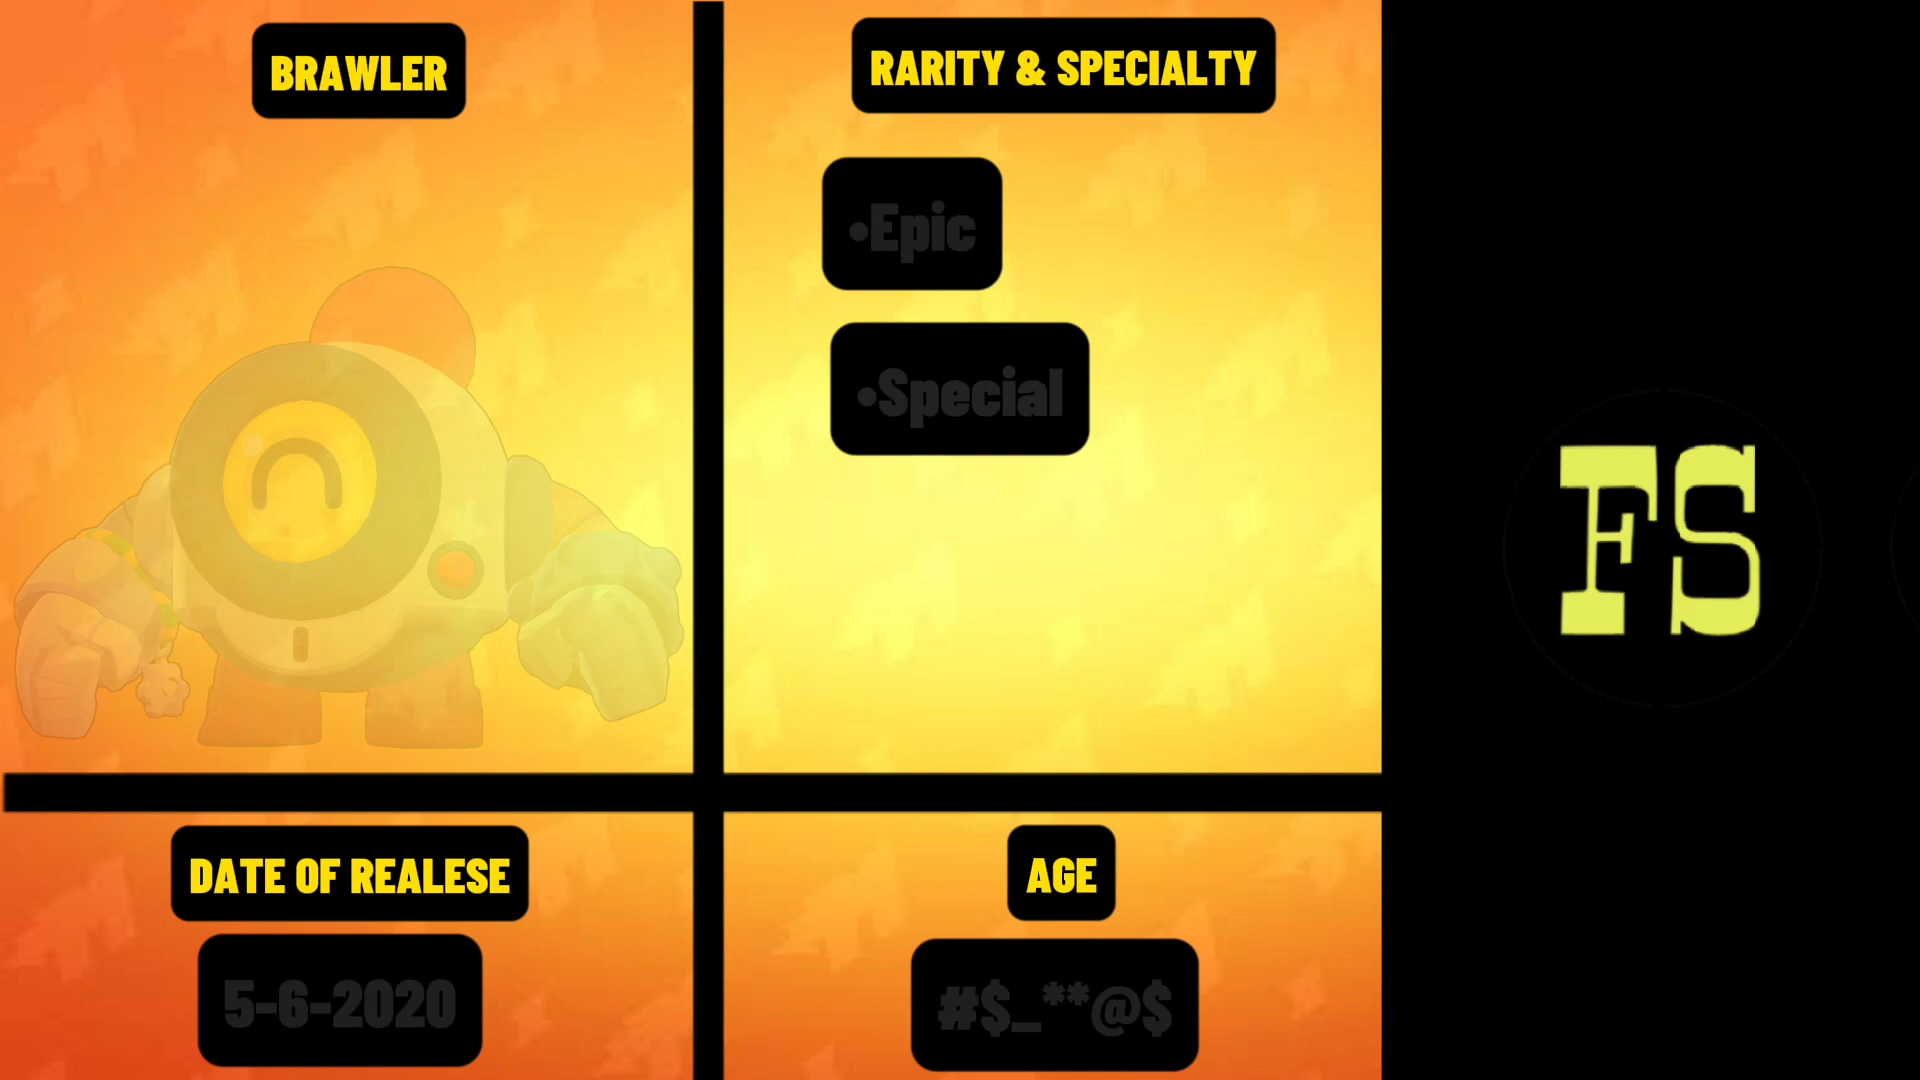 BRAWLER
RARITY & SPECIALTY
•Epic
•Special
DATE OF REALESE
5-6-2020
AGE
#$_**@$
FS